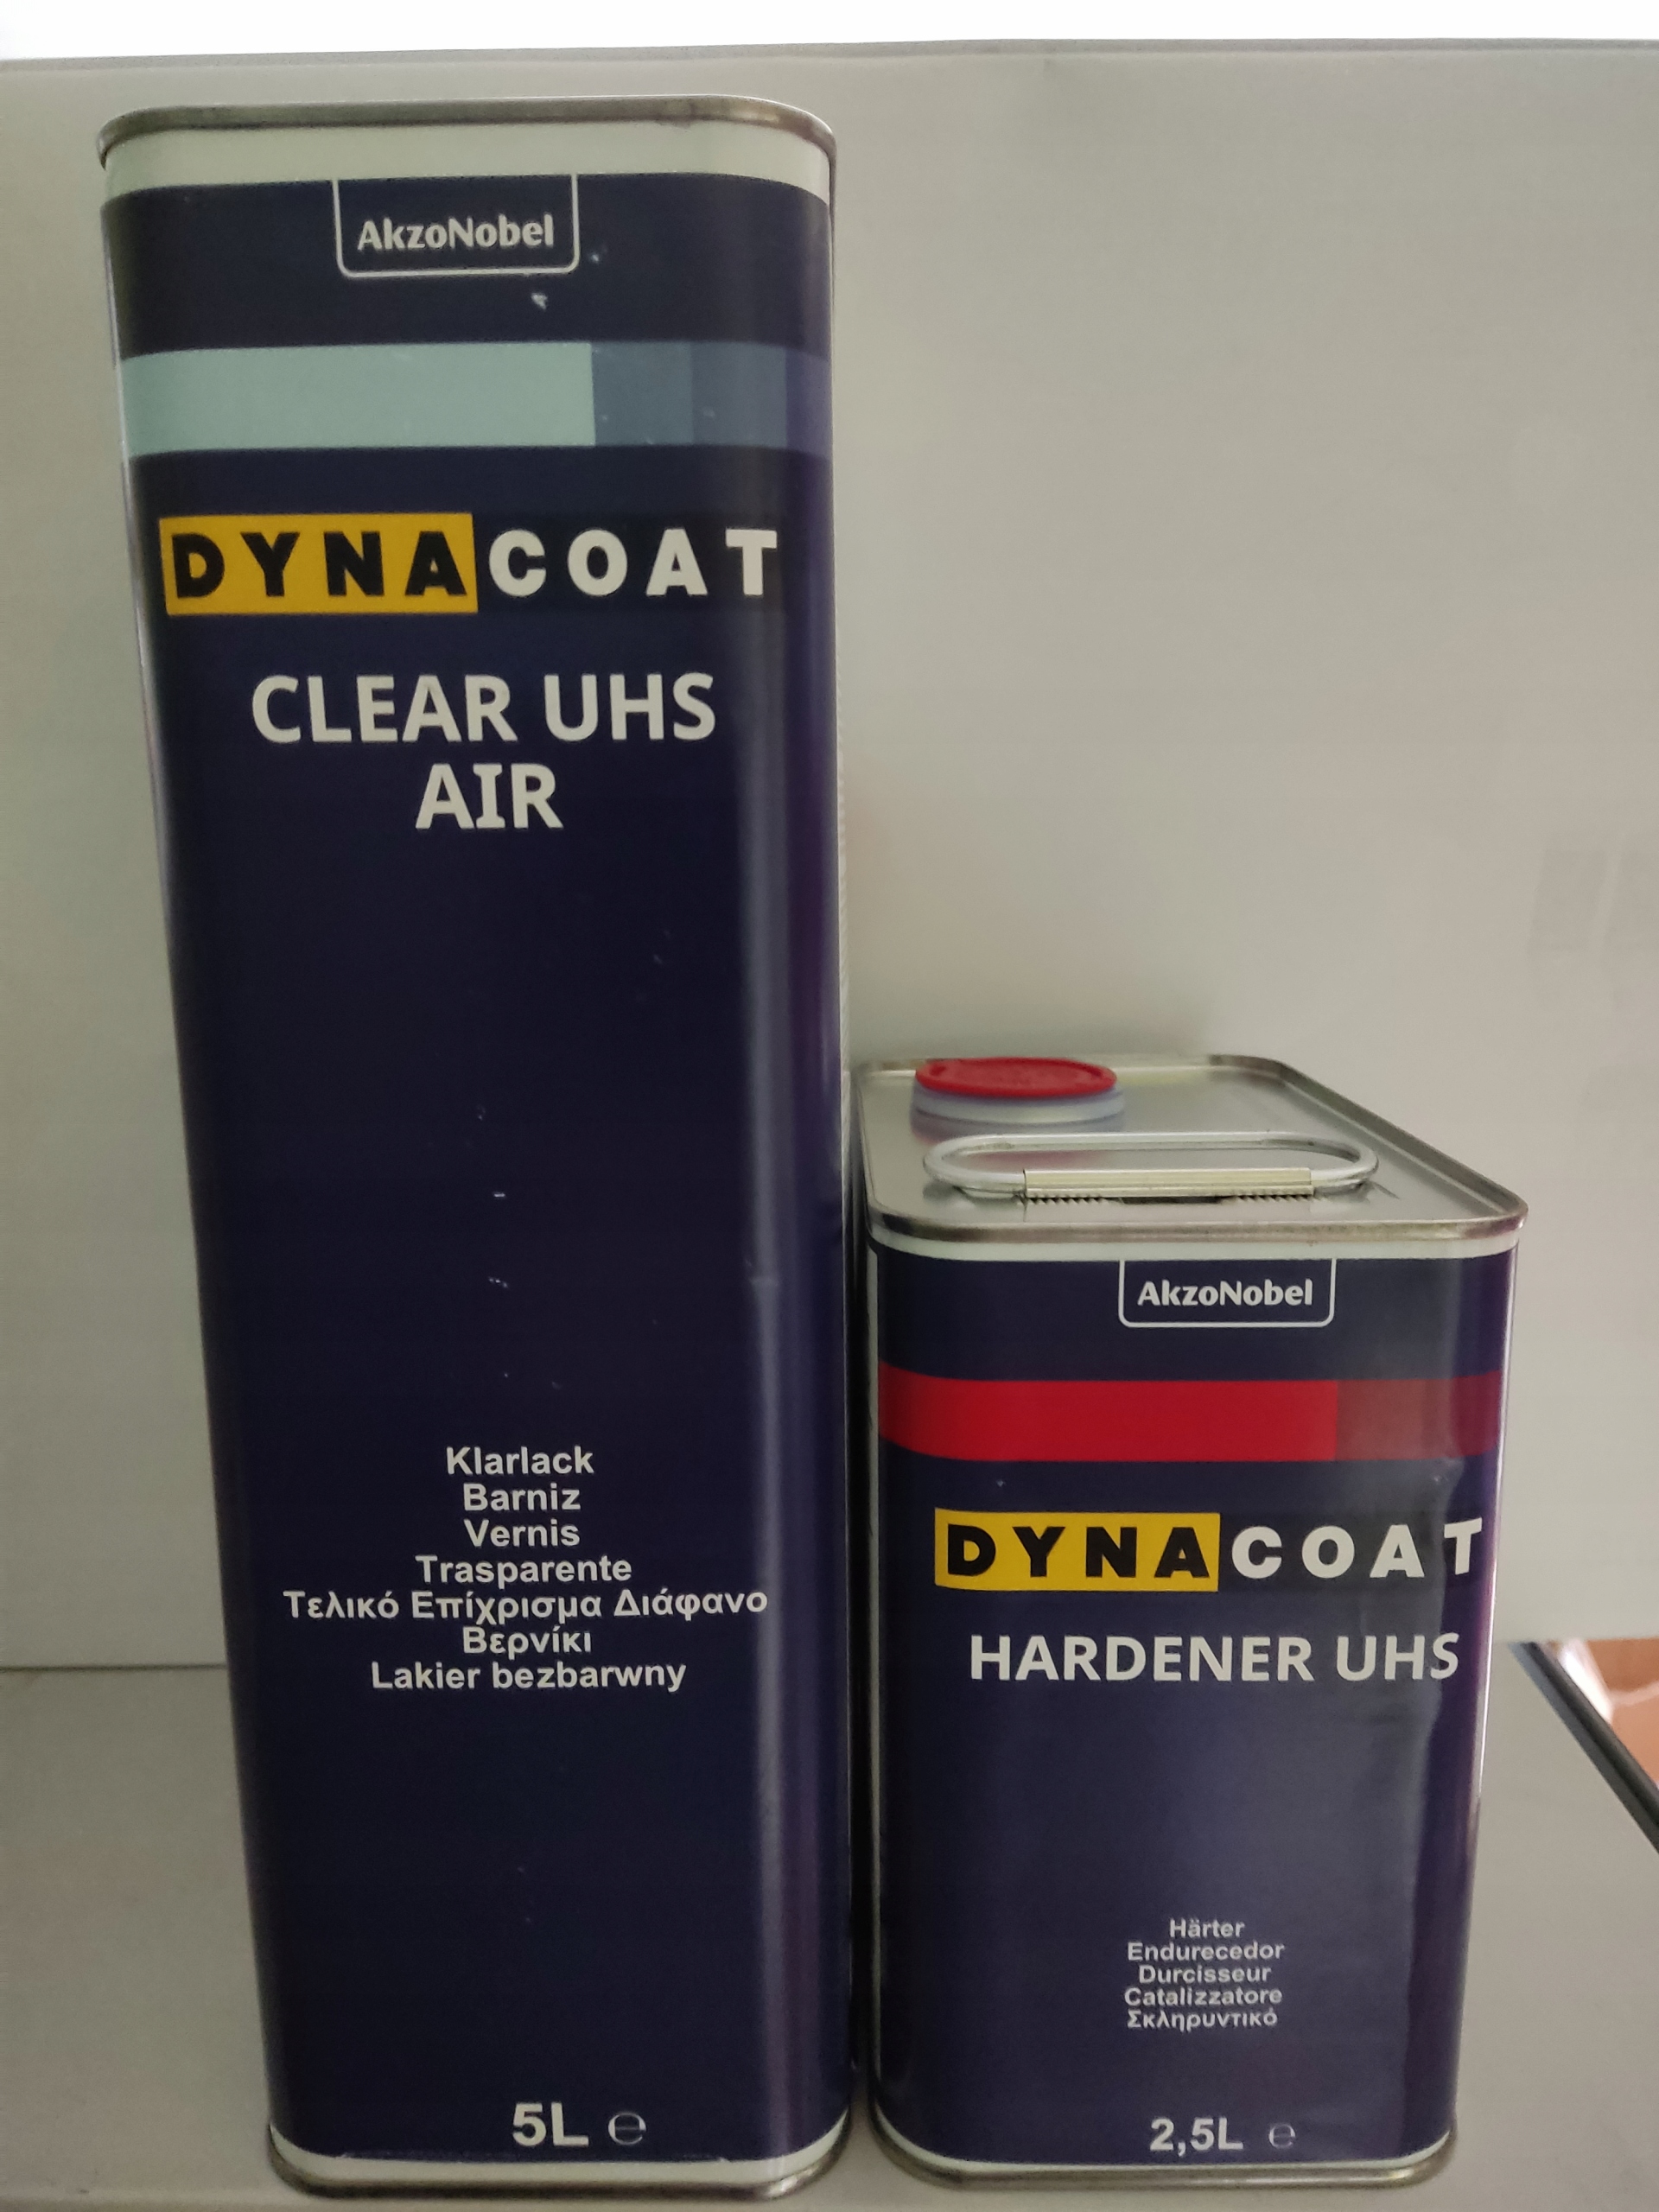 AkzoNobel
DYNACOAT
CLEAR UHS
AIR
Klarlack
Barniz
Vernis
Trasparente
Τελικό Επίχρισμα Διάφανο
Βερνίκι
Lakier bezbarwny
5L ℮
AkzoNobel
DYNACOAT
HARDENER UHS
Härter
Endurecedor
Durcisseur
Catalizzatore
Σκληρυντικό
2,5L ℮